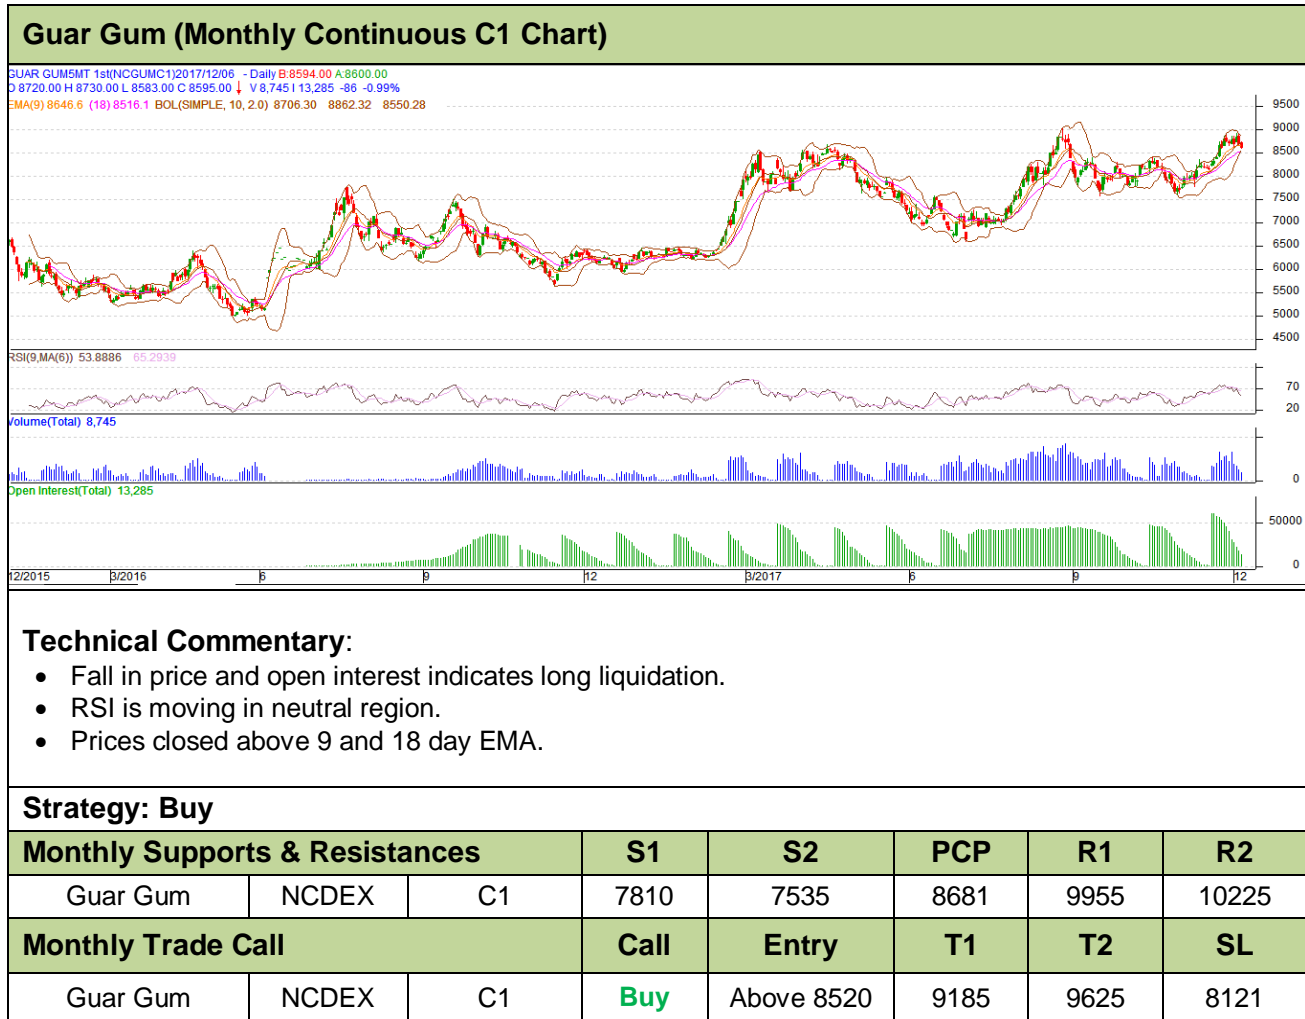 Guar Gum (Monthly Continuous C1 Chart)
GUAR GUM5MT 1st(NCGUMC1)2017/12/06 - Daily B:8594.00 A:8600.00
O 8720.00 H 8730.00 L 8583.00 C 8595.00 V 8,745 I 13,285 -86 -0.99%
EMA(9) 8646.6 (18) 8516.1 BOL(SIMPLE, 10, 2.0) 8706.30 8862.32 8550.28
9500
9000
8500
8000
7500
7000
6500
6000
5500
5000
4500
RSI(9,MA(6)) 53.8886 65.2939
70
20
Volume(Total) 8,745
0
Open Interest(Total) 13,285
50000
0
12/2015 3/2016 6 9 12 3/2017 6 9 12
Technical Commentary:
• Fall in price and open interest indicates long liquidation.
• RSI is moving in neutral region.
• Prices closed above 9 and 18 day EMA.
Strategy: Buy
Monthly Supports & Resistances S1 S2 PCP R1 R2
Guar Gum NCDEX C1 7810 7535 8681 9955 10225
Monthly Trade Call Call Entry T1 T2 SL
Guar Gum NCDEX C1 Buy Above 8520 9185 9625 8121